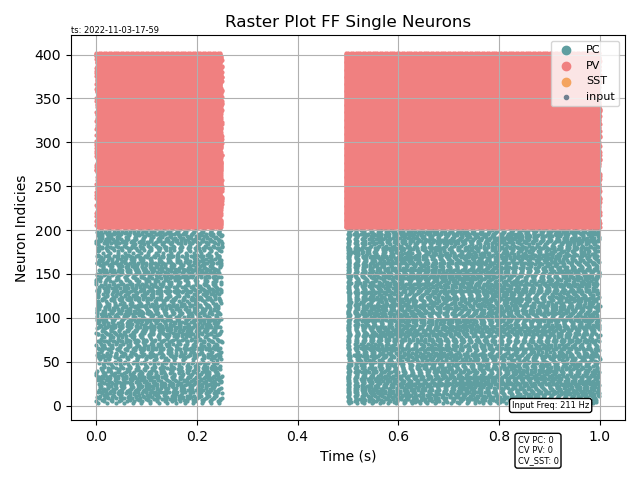 Raster Plot FF Single Neurons
ts: 2022-11-03-17-59
PC
PV
SST
input
400
350
300
250
200
150
100
50
0
Neuron Indicies
Input Freq: 211 Hz
0.0 0.2 0.4 0.6 0.8 1.0
Time (s)
CV PC: 0
CV PV: 0
CV_SST: 0